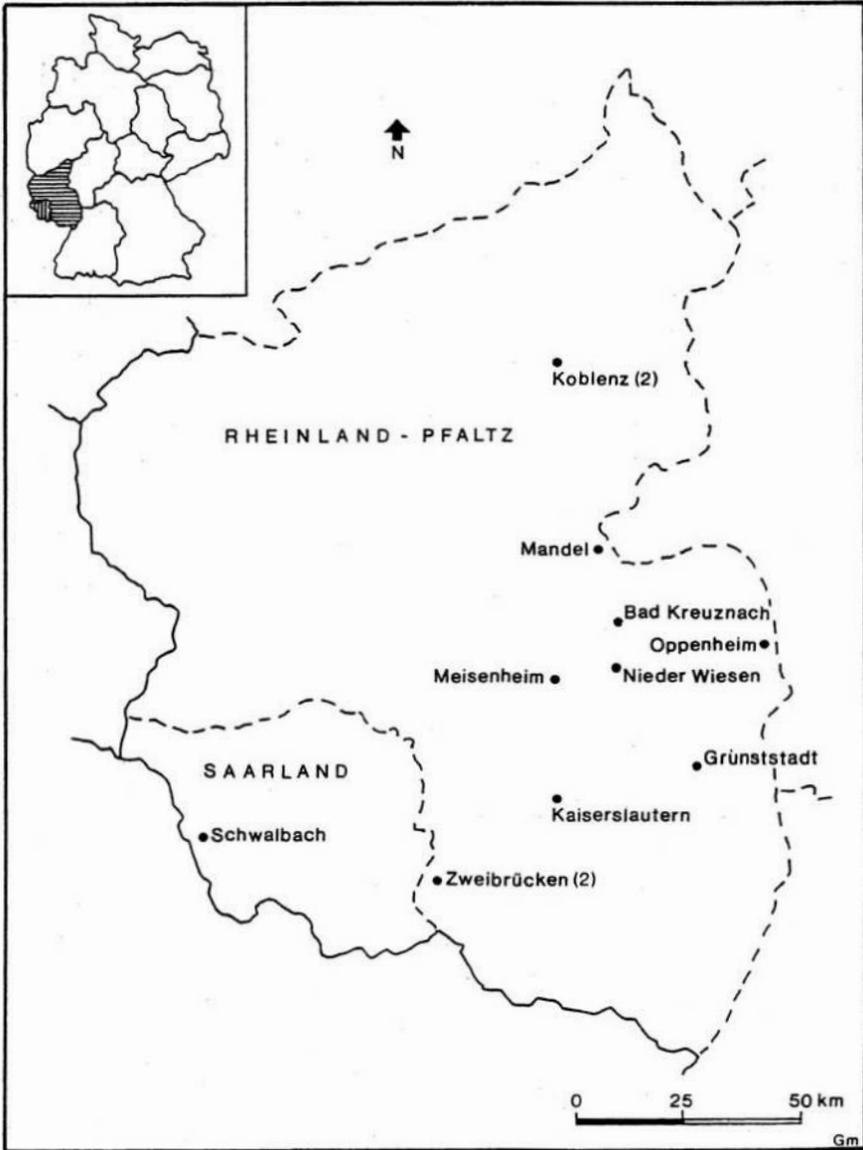 N
Koblenz (2)
RHEINLAND - PFALTZ
Mandel
Bad Kreuznach
Oppenheim
Meisenheim
Nieder Wiesen
Grünststadt
SAARLAND
Kaiserslautern
Schwalbach
Zweibrücken (2)
0 25 50 km
Gm